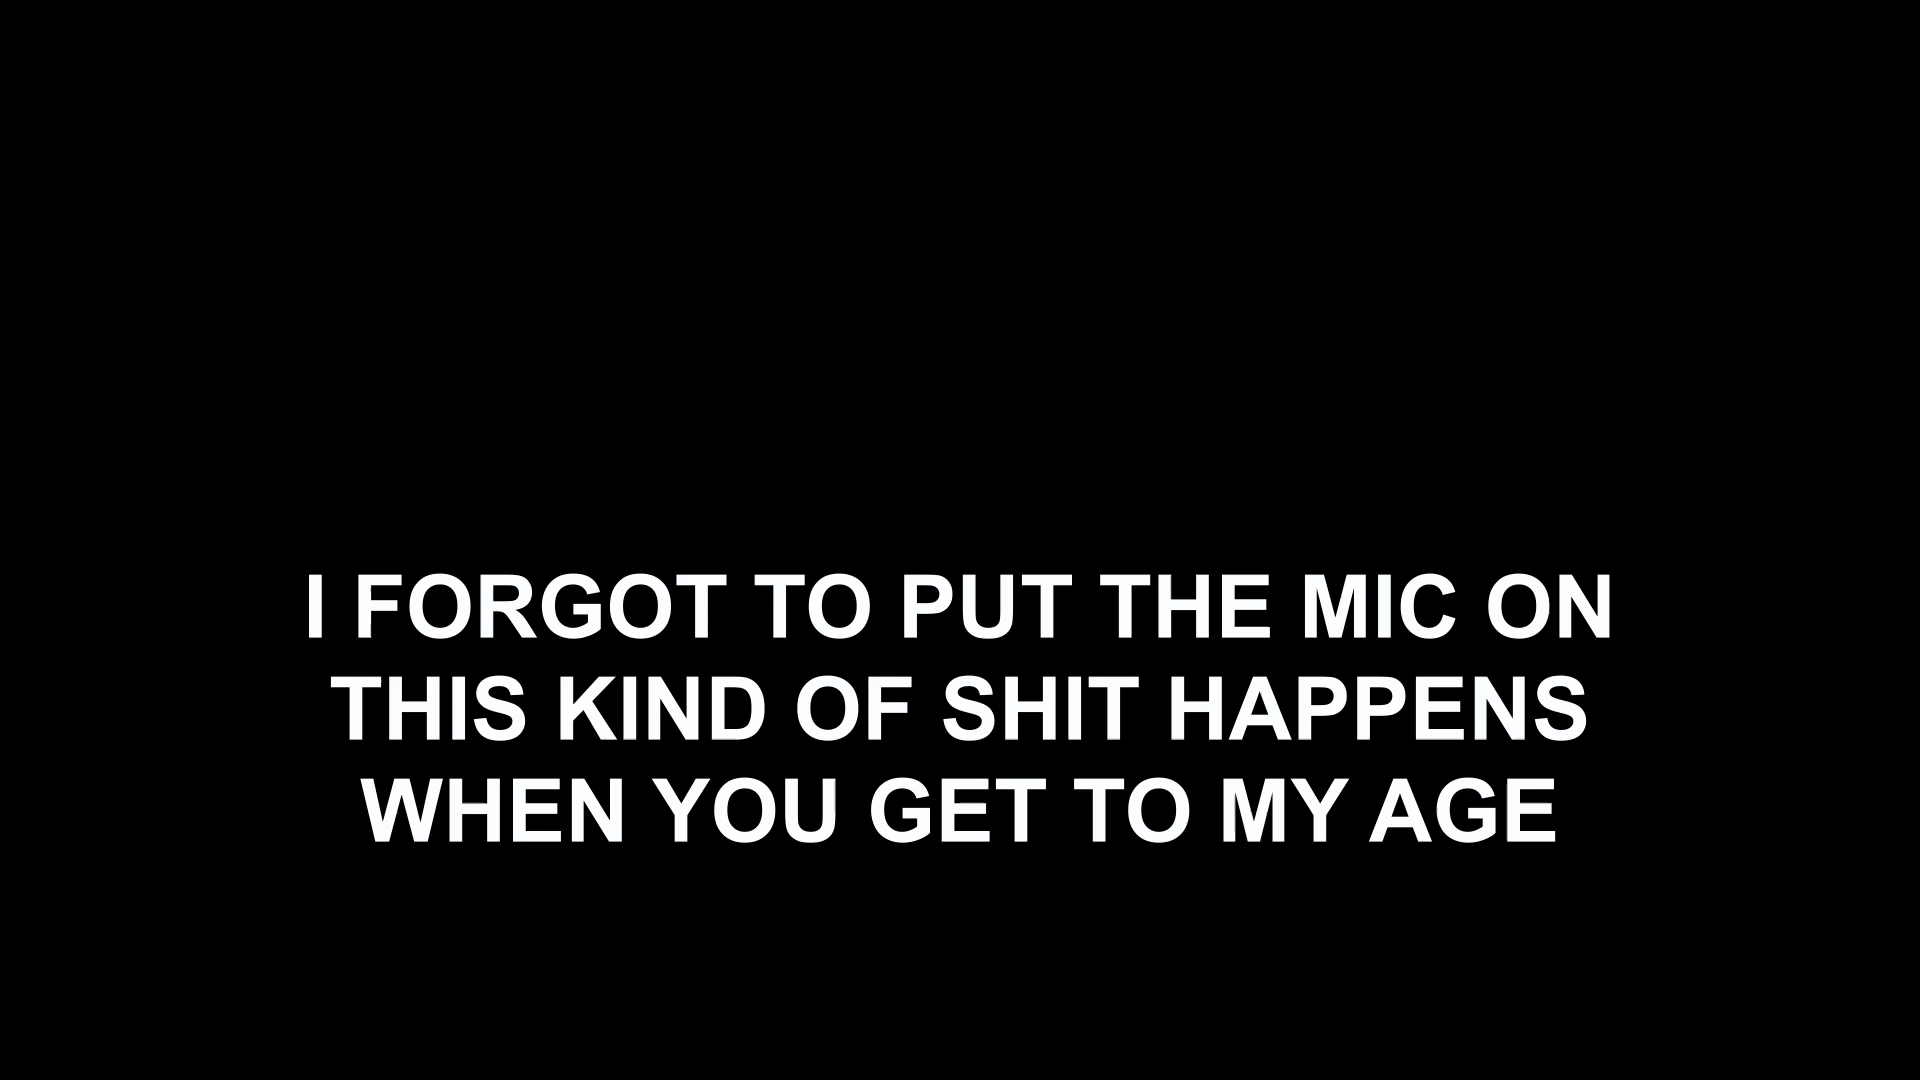 I FORGOT TO PUT THE MIC ON
THIS KIND OF SHIT HAPPENS
WHEN YOU GET TO MY AGE